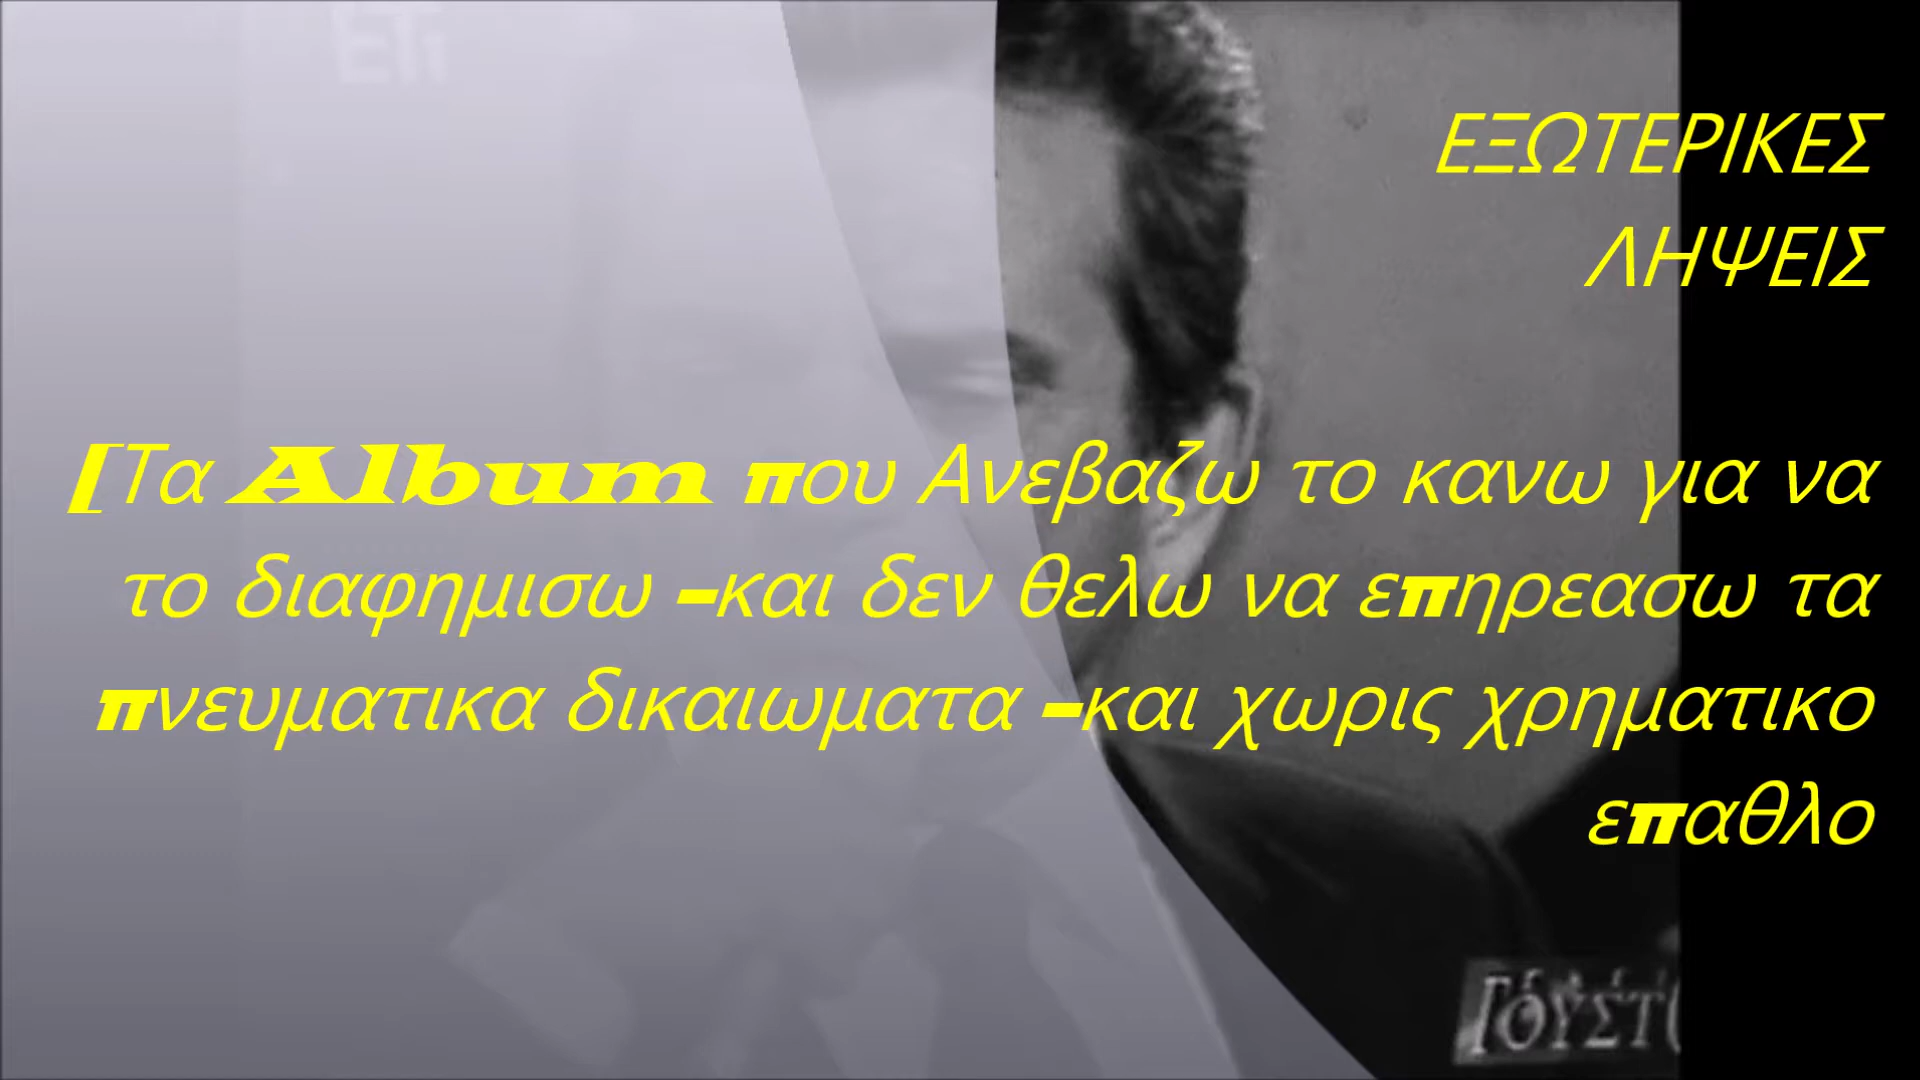 ΕΞΩΤΕΡΙΚΕΣ
ΛΗΨΕΙΣ
[Τα Album που Ανεβαζω το κανω για να
το διαφημισω –και δεν θελω να επηρεασω τα
πνευματικα δικαιωματα –και χωρις χρηματικο
επαθλο